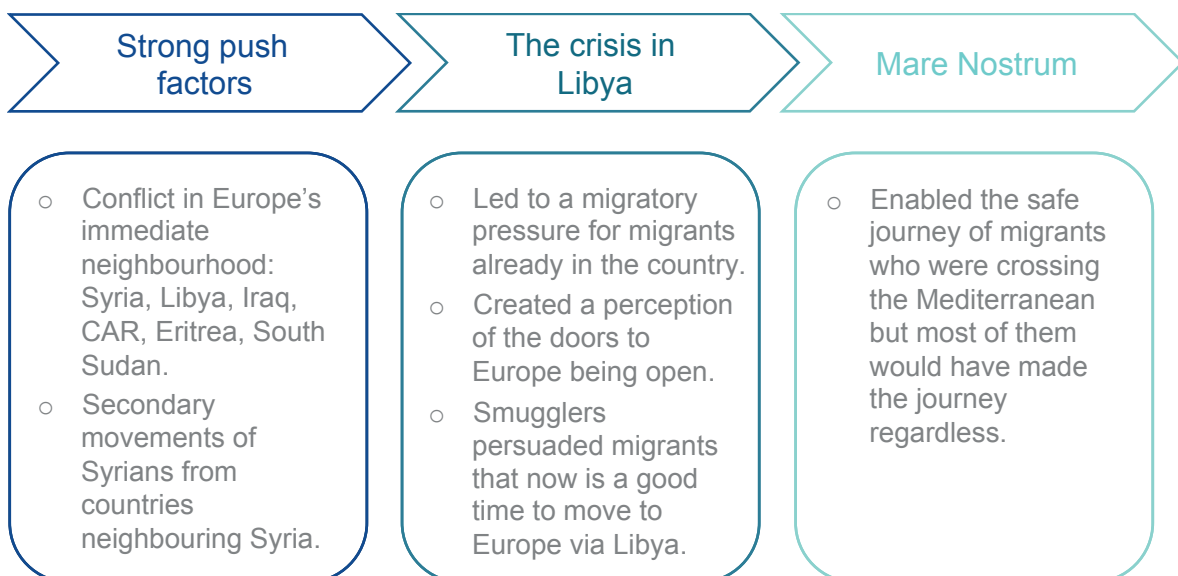 Strong push
factors
The crisis in
Libya
Mare Nostrum
o Conflict in Europe's
immediate
neighbourhood:
Syria, Libya, Iraq,
CAR, Eritrea, South
Sudan.
o Secondary
movements of
Syrians from
countries
neighbouring Syria.
o Led to a migratory
pressure for migrants
already in the country.
o Created a perception
of the doors to
Europe being open.
o Smugglers
persuaded migrants
that now is a good
time to move to
Europe via Libya.
o Enabled the safe
journey of migrants
who were crossing
the Mediterranean
but most of them
would have made
the journey
regardless.